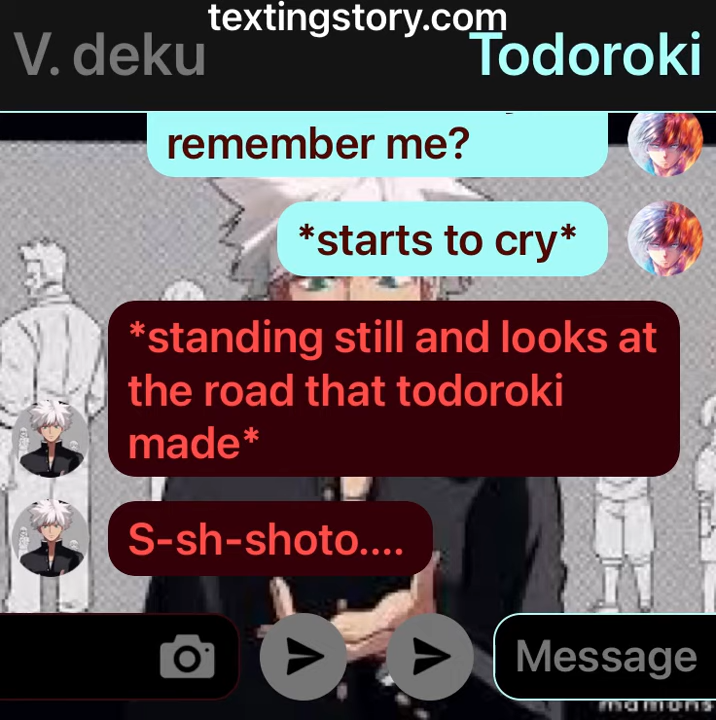 textingstory.com
V. deku
Todoroki
remember me?
*starts to cry*
*standing still and looks at
the road that todoroki
made*
S-sh-shoto....
Message